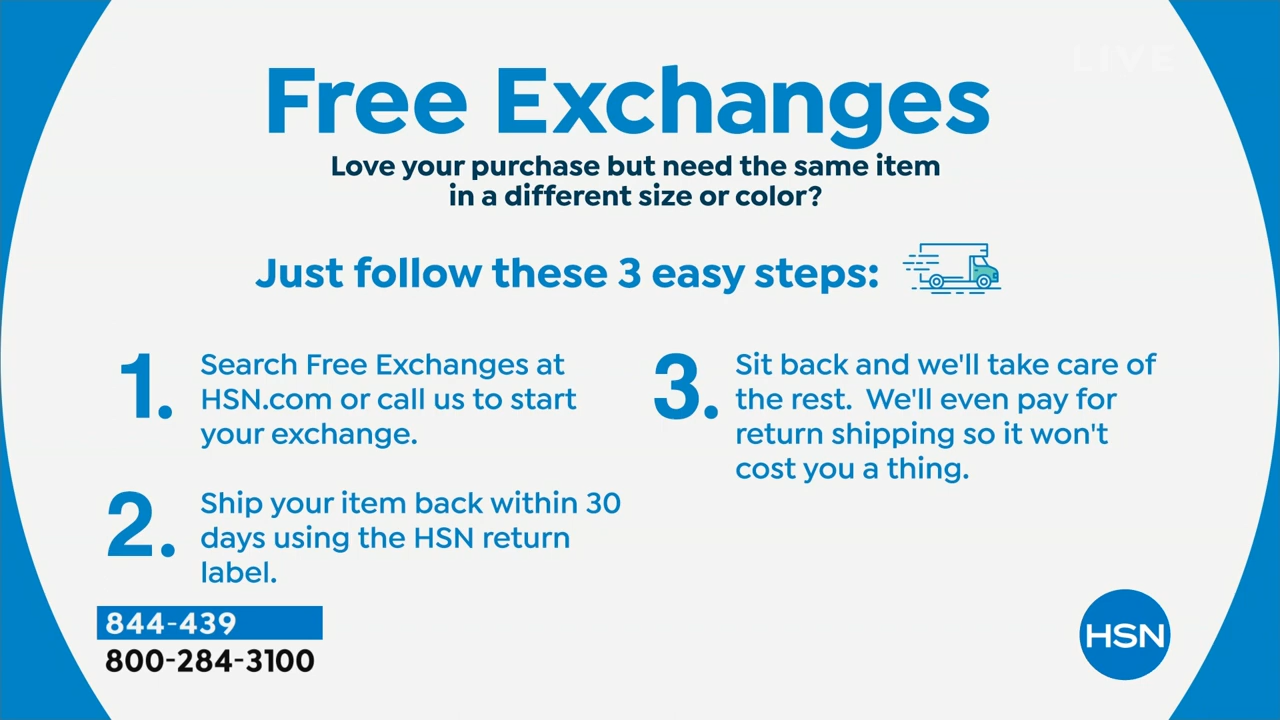 LIVE
Free Exchanges
Love your purchase but need the same item
in a different size or color?
Just follow these 3 easy steps:
1. Search Free Exchanges at
HSN.com or call us to start
your exchange.
2. Ship your item back within 30
days using the HSN return
label.
3. Sit back and we'll take care of
the rest. We'll even pay for
return shipping so it won't
cost you a thing.
844-439
800-284-3100
HSN